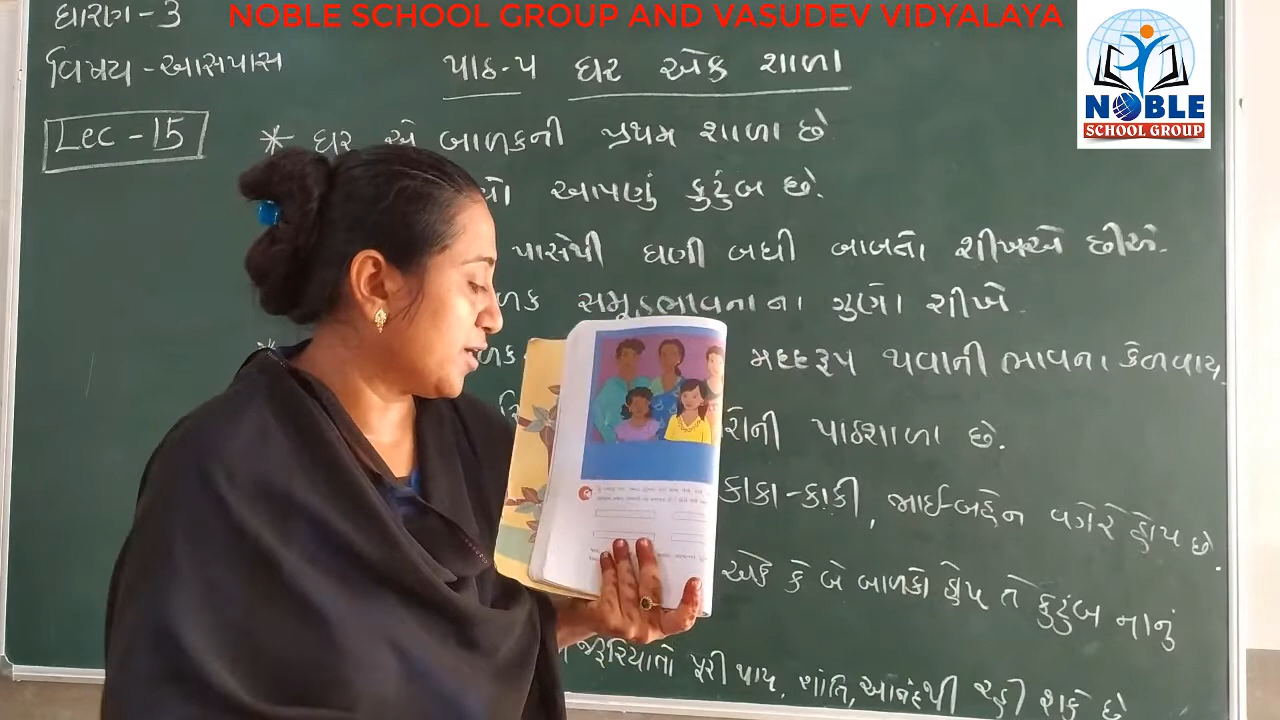 NOBLE SCHOOL GROUP AND VASUDEV VIDYALAYA
ધોરણ - 3
વિષય - આસપાસ
Lec - 15
NOBLE
SCHOOL GROUP
પાઠ - ૫ ઘર એક શાળા
* ઘર એ બાળકની પ્રથમ શાળા છે
આપણું કુટુંબ છે.
પાસેથી ઘણી બધી બાબતો શીખીએ છીએ.
સમૂહભાવના ના ગુણો શીખે.
મદદરૂપ થવાની ભાવના કેળવાય.
પાઠશાળા છે.
કાકા - કાકી, ભાઈ-બહેન વગેરે હોય છે.
એક કે બે બાળકો હોય તે કુટુંબ નાનું
જરૂરિયાતો પૂરી થાય, શાંતિ, આનંદથી રહી શકે છે